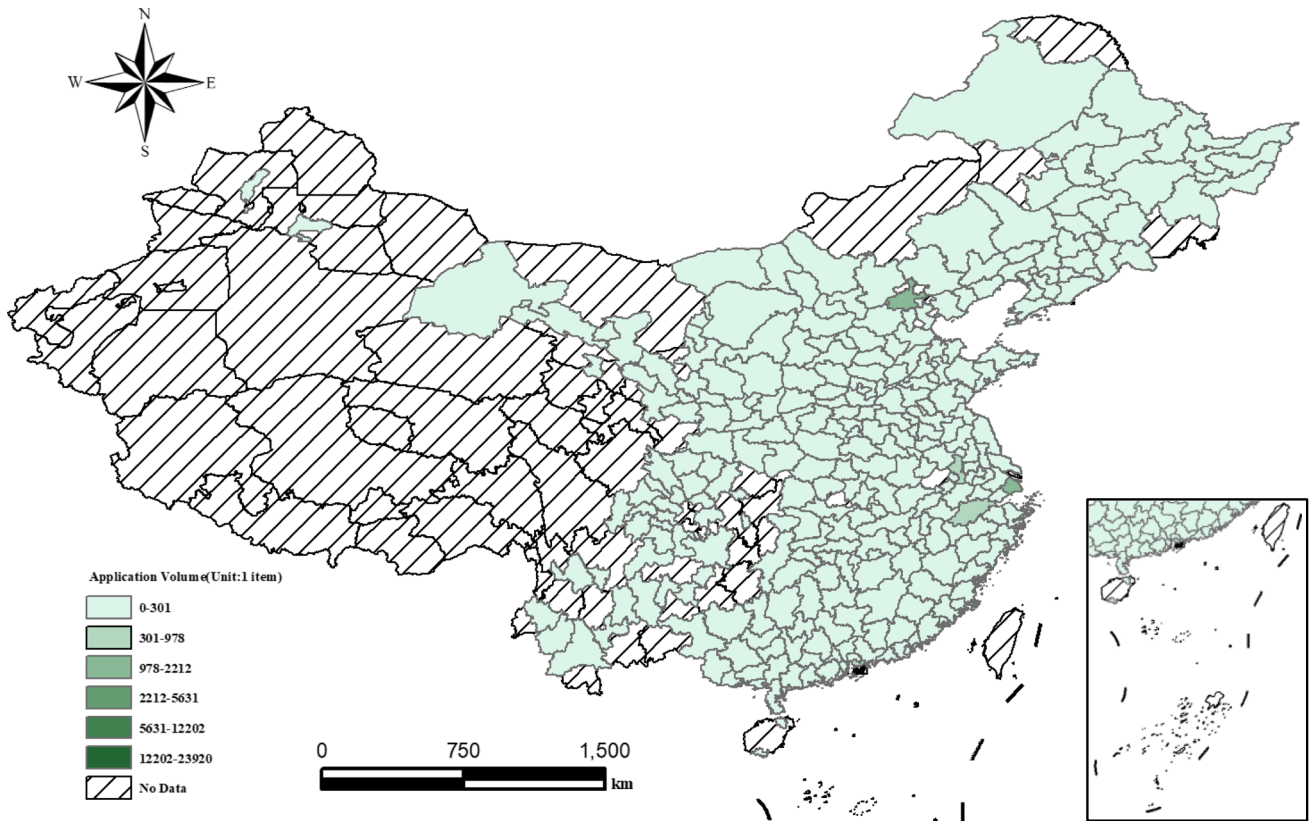 N
W E
S
Application Volume(Unit:1 item)
0-301
301-978
978-2212
2212-5631
5631-12202
12202-23920
No Data
0 750 1,500
km